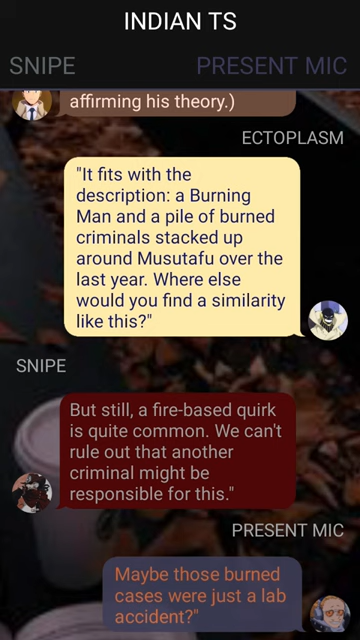 INDIAN TS
SNIPE PRESENT MIC
affirming his theory.)
ECTOPLASM
"It fits with the
description: a Burning
Man and a pile of burned
criminals stacked up
around Musutafu over the
last year. Where else
would you find a similarity
like this?"
SNIPE
But still, a fire-based quirk
is quite common. We can't
rule out that another
criminal might be
responsible for this."
PRESENT MIC
Maybe those burned
cases were just a lab
accident?"